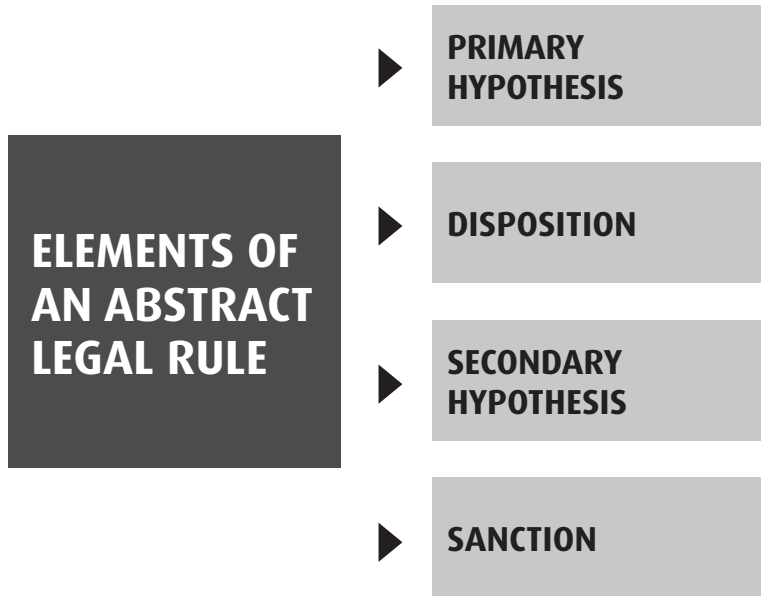 ELEMENTS OF
AN ABSTRACT
LEGAL RULE
PRIMARY
HYPOTHESIS
DISPOSITION
SECONDARY
HYPOTHESIS
SANCTION